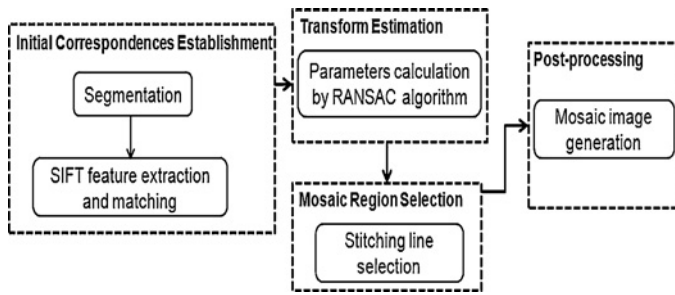 Initial Correspondences Establishment
Segmentation
SIFT feature extraction
and matching
Transform Estimation
Parameters calculation
by RANSAC algorithm
Mosaic Region Selection
Stitching line
selection
Post-processing
Mosaic image
generation